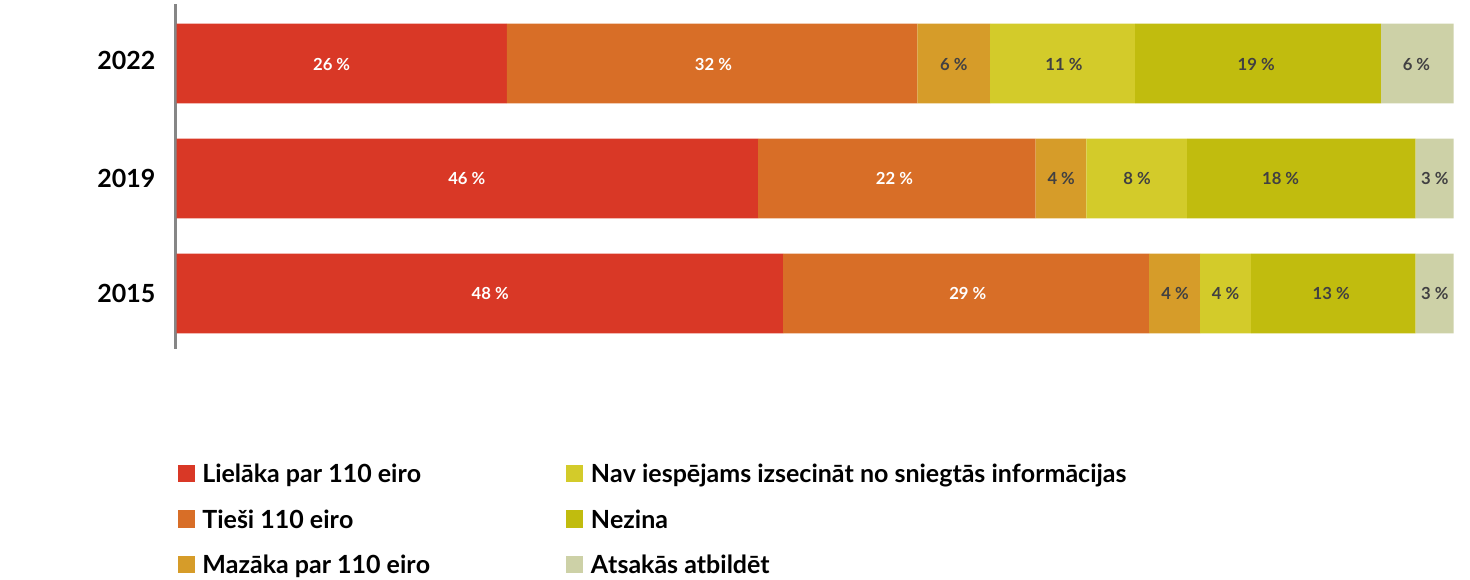 2022 26 % 32 % 6 % 11 % 19 % 6 %
2019 46 % 22 % 4 % 8 % 18 % 3 %
2015 48 % 29 % 4 % 4 % 13 % 3 %
Lielāka par 110 eiro
Tieši 110 eiro
Mazāka par 110 eiro
Nav iespējams izsecināt no sniegtās informācijas
Nezina
Atsakās atbildēt